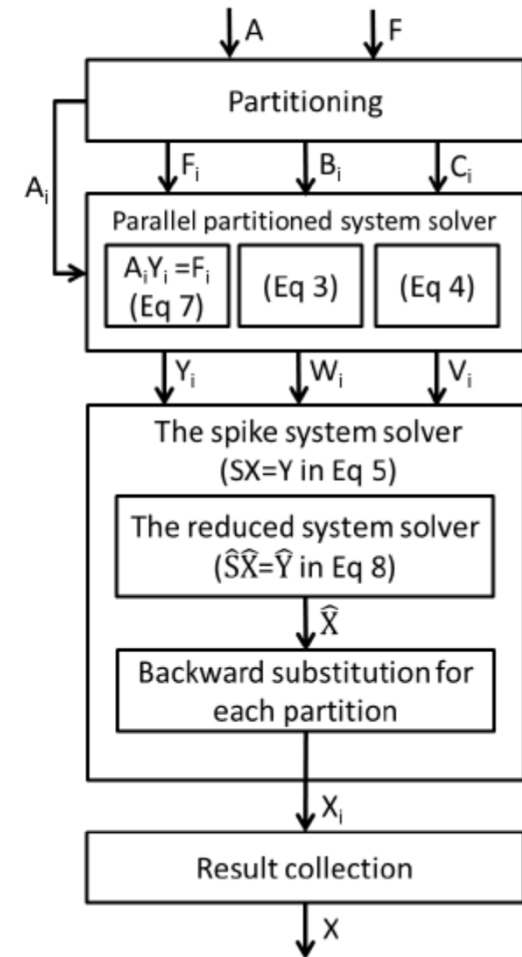 A F
Partitioning
Fᵢ Bᵢ Cᵢ
Aᵢ
Parallel partitioned system solver
AᵢYᵢ =Fᵢ
(Eq 7)
(Eq 3)
(Eq 4)
Yᵢ Wᵢ Vᵢ
The spike system solver
(SX=Y in Eq 5)
The reduced system solver
(ŜX̂=Ŷ in Eq 8)
X̂
Backward substitution for
each partition
Xᵢ
Result collection
X